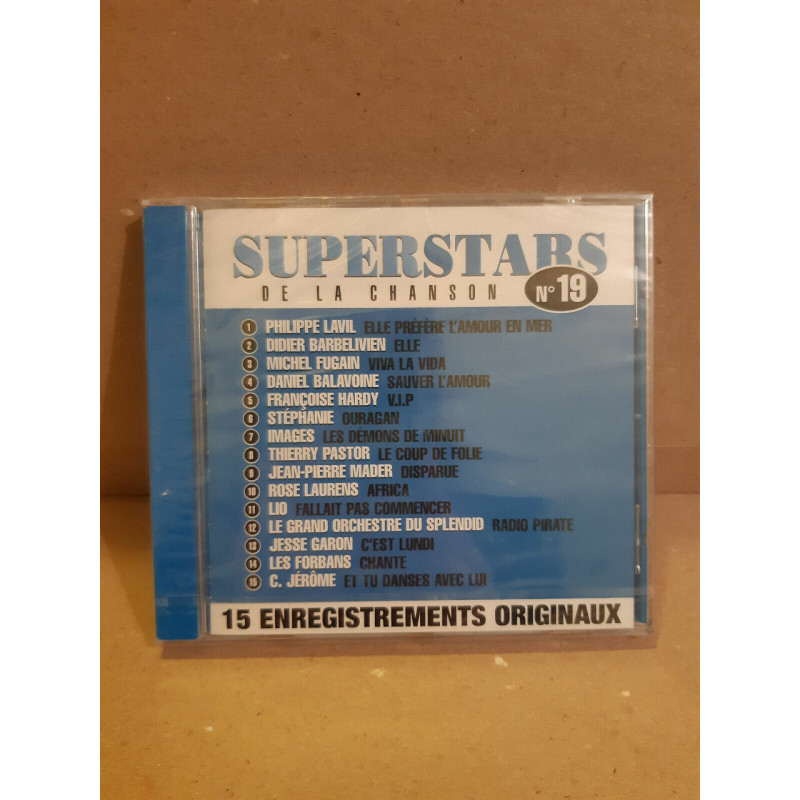 SUPERSTARS
DE LA CHANSON N° 19
1 PHILIPPE LAVIL ELLE PRÉFÈRE L'AMOUR EN MER
2 DIDIER BARBELIVIEN ELLE
3 MICHEL FUGAIN VIVA LA VIDA
4 DANIEL BALAVOINE SAUVER L'AMOUR
5 FRANÇOISE HARDY V.I.P
6 STÉPHANIE OURAGAN
7 IMAGES LES DÉMONS DE MINUIT
8 THIERRY PASTOR LE COUP DE FOLIE
9 JEAN-PIERRE MADER DISPARUE
10 ROSE LAURENS AFRICA
11 LIO FALLAIT PAS COMMENCER
12 LE GRAND ORCHESTRE DU SPLENDID RADIO PIRATE
13 JESSE GARON C'EST LUNDI
14 LES FORBANS CHANTE
15 C. JÉRÔME ET TU DANSES AVEC LUI
15 ENREGISTREMENTS ORIGINAUX